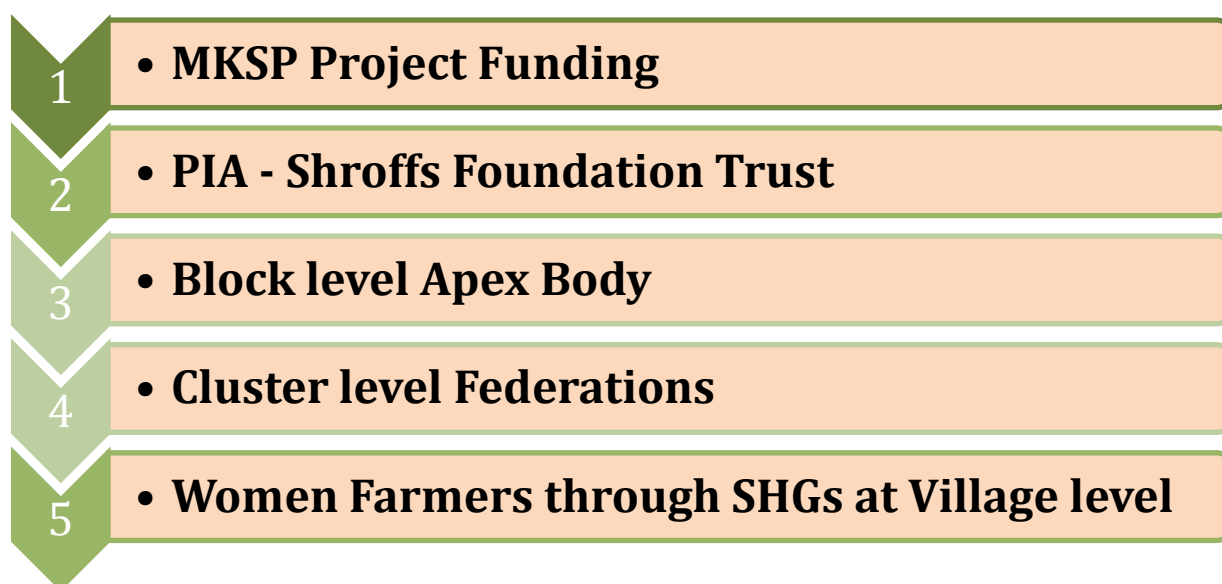 1 • MKSP Project Funding
2 • PIA - Shroffs Foundation Trust
3 • Block level Apex Body
4 • Cluster level Federations
5 • Women Farmers through SHGs at Village level